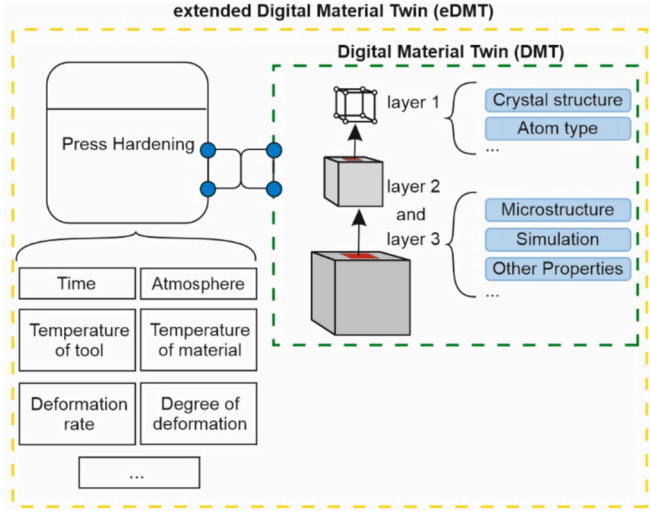 extended Digital Material Twin (eDMT)
Digital Material Twin (DMT)
Press Hardening
layer 1
Crystal structure
Atom type
...
layer 2
and
layer 3
Microstructure
Simulation
Other Properties
...
Time
Atmosphere
Temperature
of tool
Temperature
of material
Deformation
rate
Degree of
deformation
...